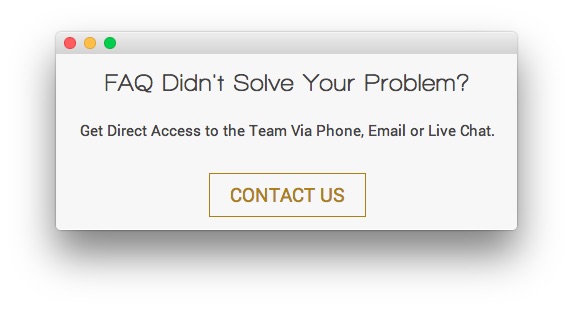 FAQ Didn't Solve Your Problem?
Get Direct Access to the Team Via Phone, Email or Live Chat.
CONTACT US